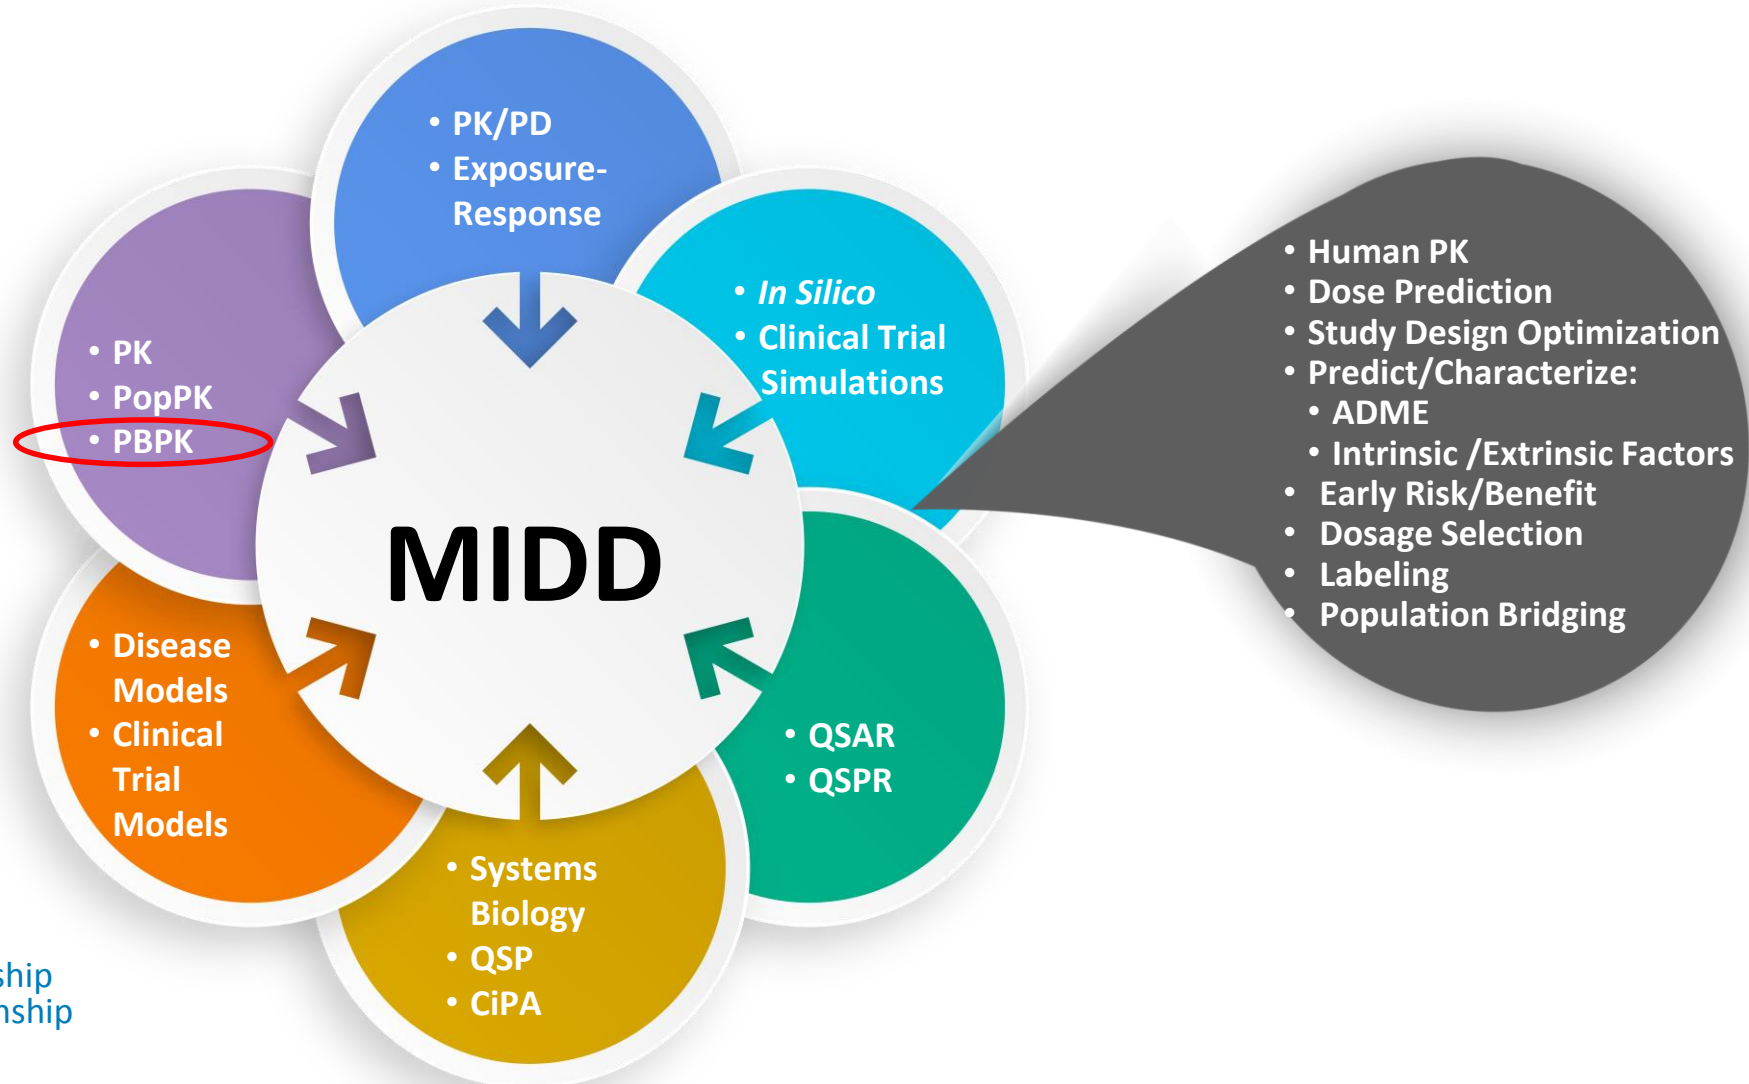 • PK/PD
• Exposure-
Response
• In Silico
• Clinical Trial
Simulations
• PK
• PopPK
• PBPK
MIDD
• Disease
Models
• Clinical
Trial
Models
• QSAR
• QSPR
• Systems
Biology
• QSP
• CiPA
• Human PK
• Dose Prediction
• Study Design Optimization
• Predict/Characterize:
• ADME
• Intrinsic /Extrinsic Factors
• Early Risk/Benefit
• Dosage Selection
• Labeling
• Population Bridging
ship
nship